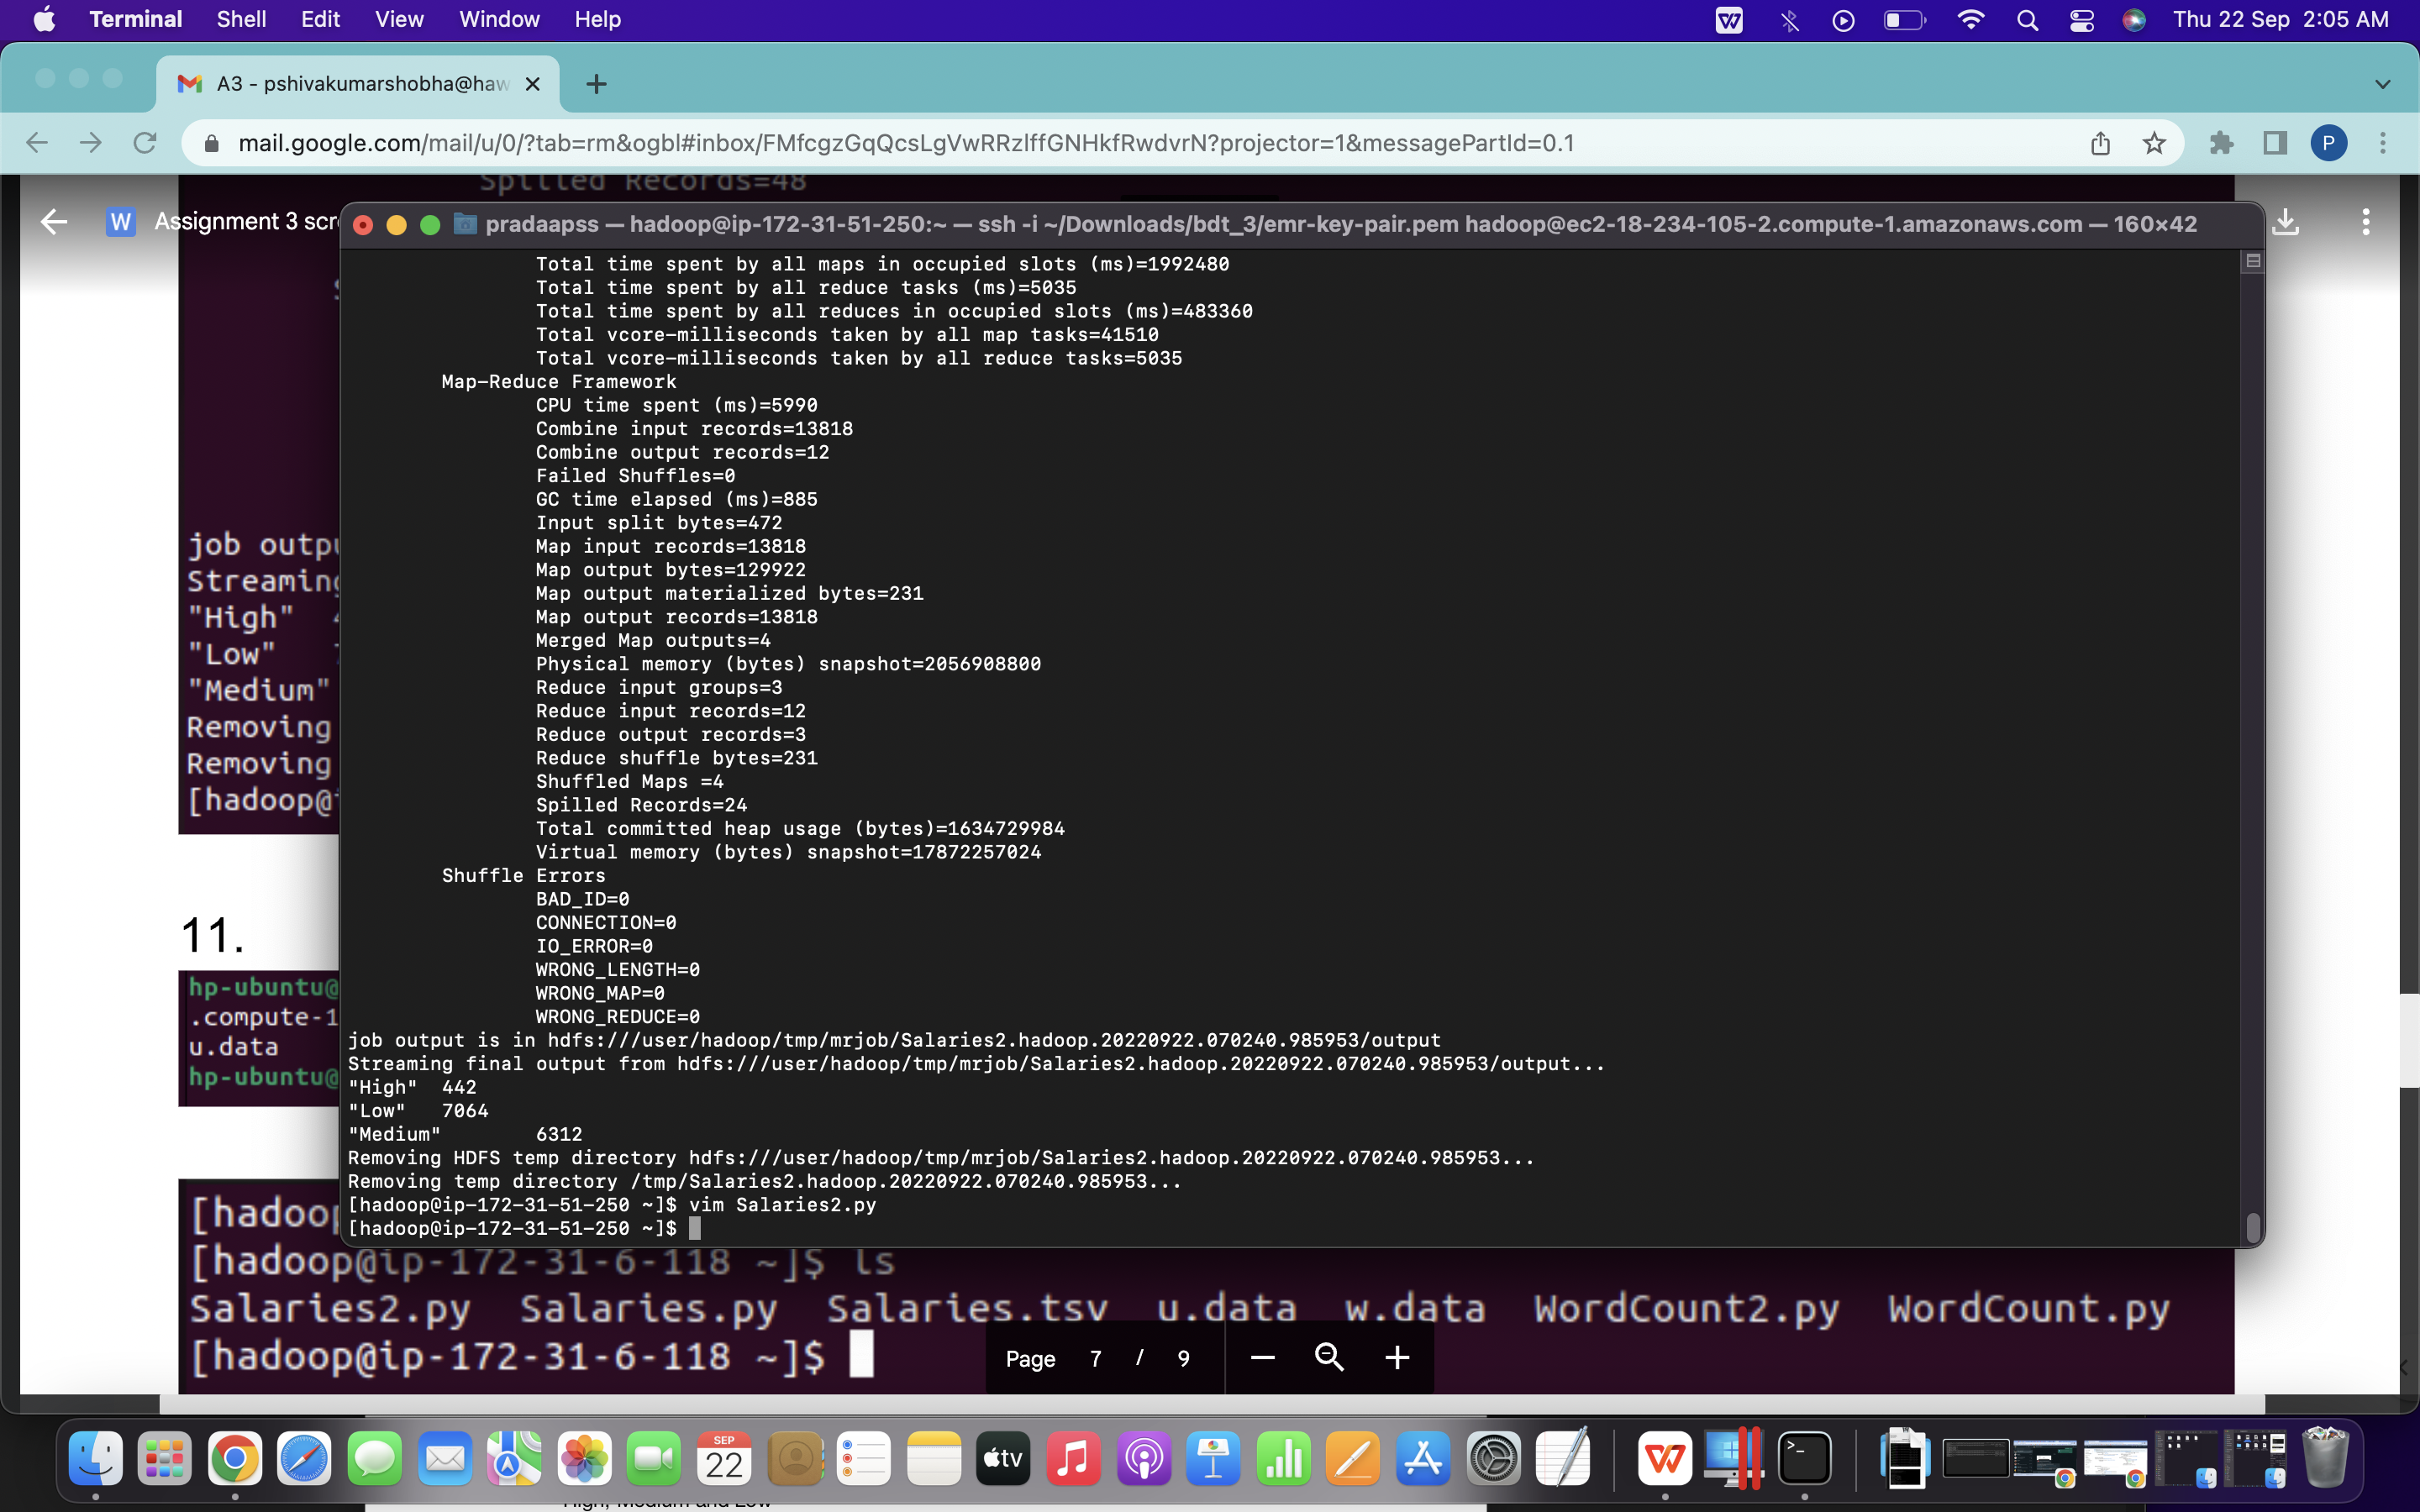 Terminal Shell Edit View Window Help Thu 22 Sep 2:05 AM
A3 - pshivakumarshobha@haw
mail.google.com/mail/u/0/?tab=rm&ogbl#inbox/FMfcgzGqQcsLgVwRRzlffGNHkfRwdvrN?projector=1&messagePartId=0.1
P
Spilled Records=48
W Assignment 3 scr
pradaapss — hadoop@ip-172-31-51-250:~ — ssh -i ~/Downloads/bdt_3/emr-key-pair.pem hadoop@ec2-18-234-105-2.compute-1.amazonaws.com — 160×42
Total time spent by all maps in occupied slots (ms)=1992480
Total time spent by all reduce tasks (ms)=5035
Total time spent by all reduces in occupied slots (ms)=483360
Total vcore-milliseconds taken by all map tasks=41510
Total vcore-milliseconds taken by all reduce tasks=5035
Map-Reduce Framework
CPU time spent (ms)=5990
Combine input records=13818
Combine output records=12
Failed Shuffles=0
GC time elapsed (ms)=885
Input split bytes=472
Map input records=13818
Map output bytes=129922
Map output materialized bytes=231
Map output records=13818
Merged Map outputs=4
Physical memory (bytes) snapshot=2056908800
Reduce input groups=3
Reduce input records=12
Reduce output records=3
Reduce shuffle bytes=231
Shuffled Maps =4
Spilled Records=24
Total committed heap usage (bytes)=1634729984
Virtual memory (bytes) snapshot=17872257024
Shuffle Errors
BAD_ID=0
CONNECTION=0
IO_ERROR=0
WRONG_LENGTH=0
WRONG_MAP=0
WRONG_REDUCE=0
job output is in hdfs:///user/hadoop/tmp/mrjob/Salaries2.hadoop.20220922.070240.985953/output
Streaming final output from hdfs:///user/hadoop/tmp/mrjob/Salaries2.hadoop.20220922.070240.985953/output...
"High" 442
"Low" 7064
"Medium" 6312
Removing HDFS temp directory hdfs:///user/hadoop/tmp/mrjob/Salaries2.hadoop.20220922.070240.985953...
Removing temp directory /tmp/Salaries2.hadoop.20220922.070240.985953...
[hadoop@ip-172-31-51-250 ~]$ vim Salaries2.py
[hadoop@ip-172-31-51-250 ~]$
job outpu
Streaming
"High"
"Low"
"Medium"
Removing
Removing
[hadoop@
11.
hp-ubuntu@
.compute-1
u.data
hp-ubuntu@
[hadoop
[hadoop@ip-172-31-6-118 ~]$ ls
Salaries2.py Salaries.py Salaries.tsv u.data w.data WordCount2.py WordCount.py
[hadoop@ip-172-31-6-118 ~]$
Page 7 / 9
SEP
22
tv